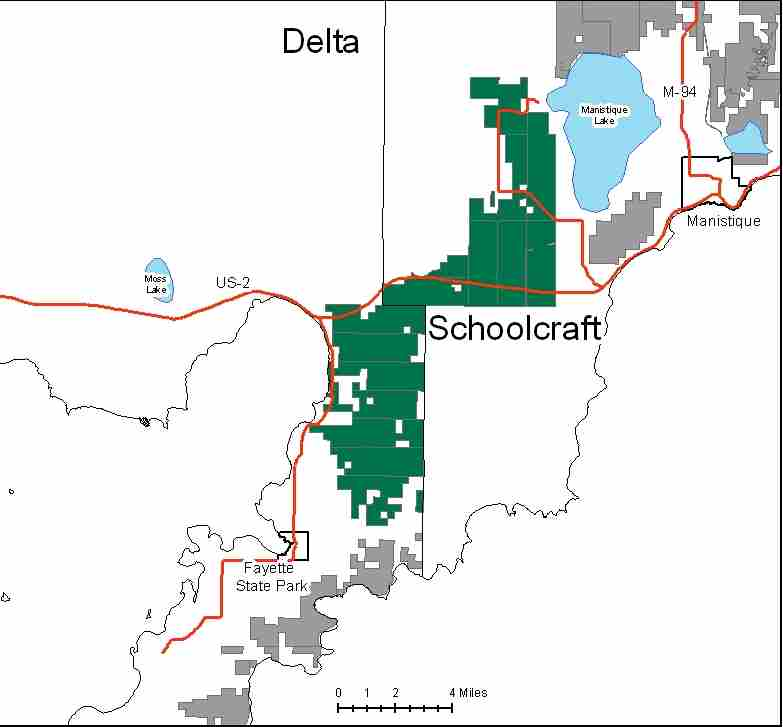 Delta
M-94
Manistique
Lake
Manistique
Moss
Lake
US-2
Schoolcraft
Fayette
State Park
0 1 2 4 Miles